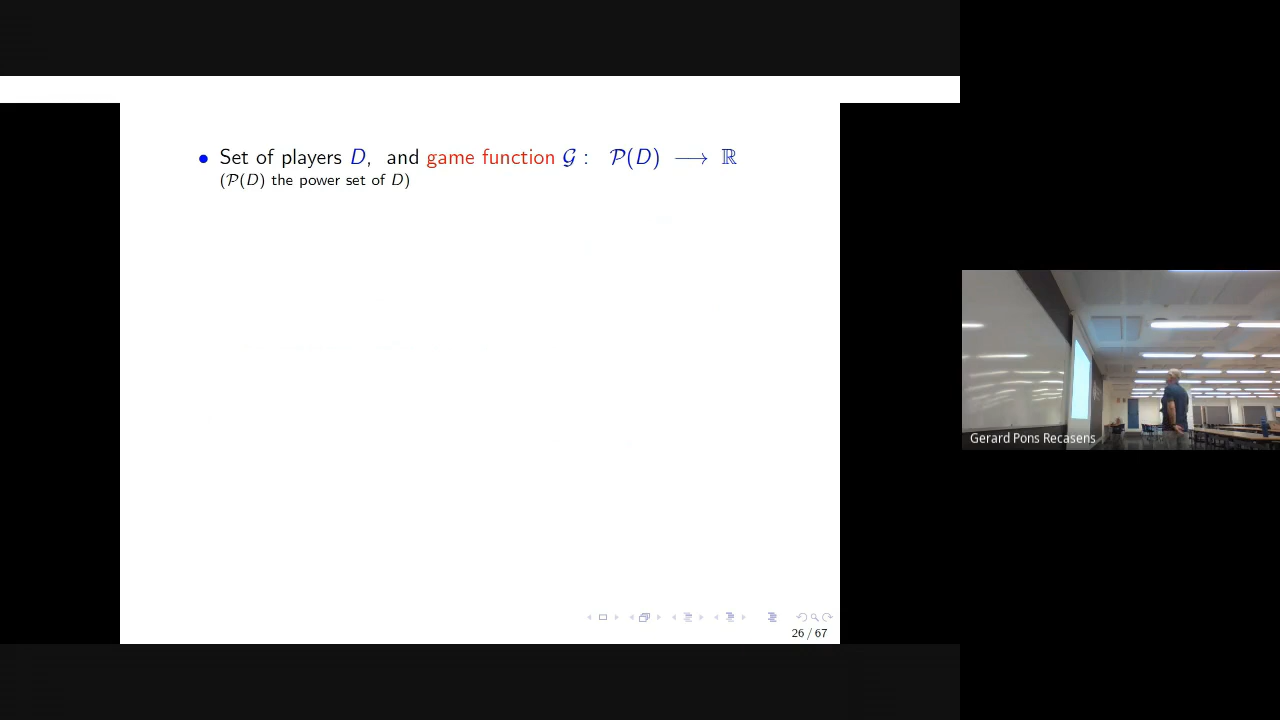 • Set of players D, and game function 𝒢 : 𝒫(D) ⟶ ℝ
(𝒫(D) the power set of D)
Gerard Pons Recasens
26 / 67